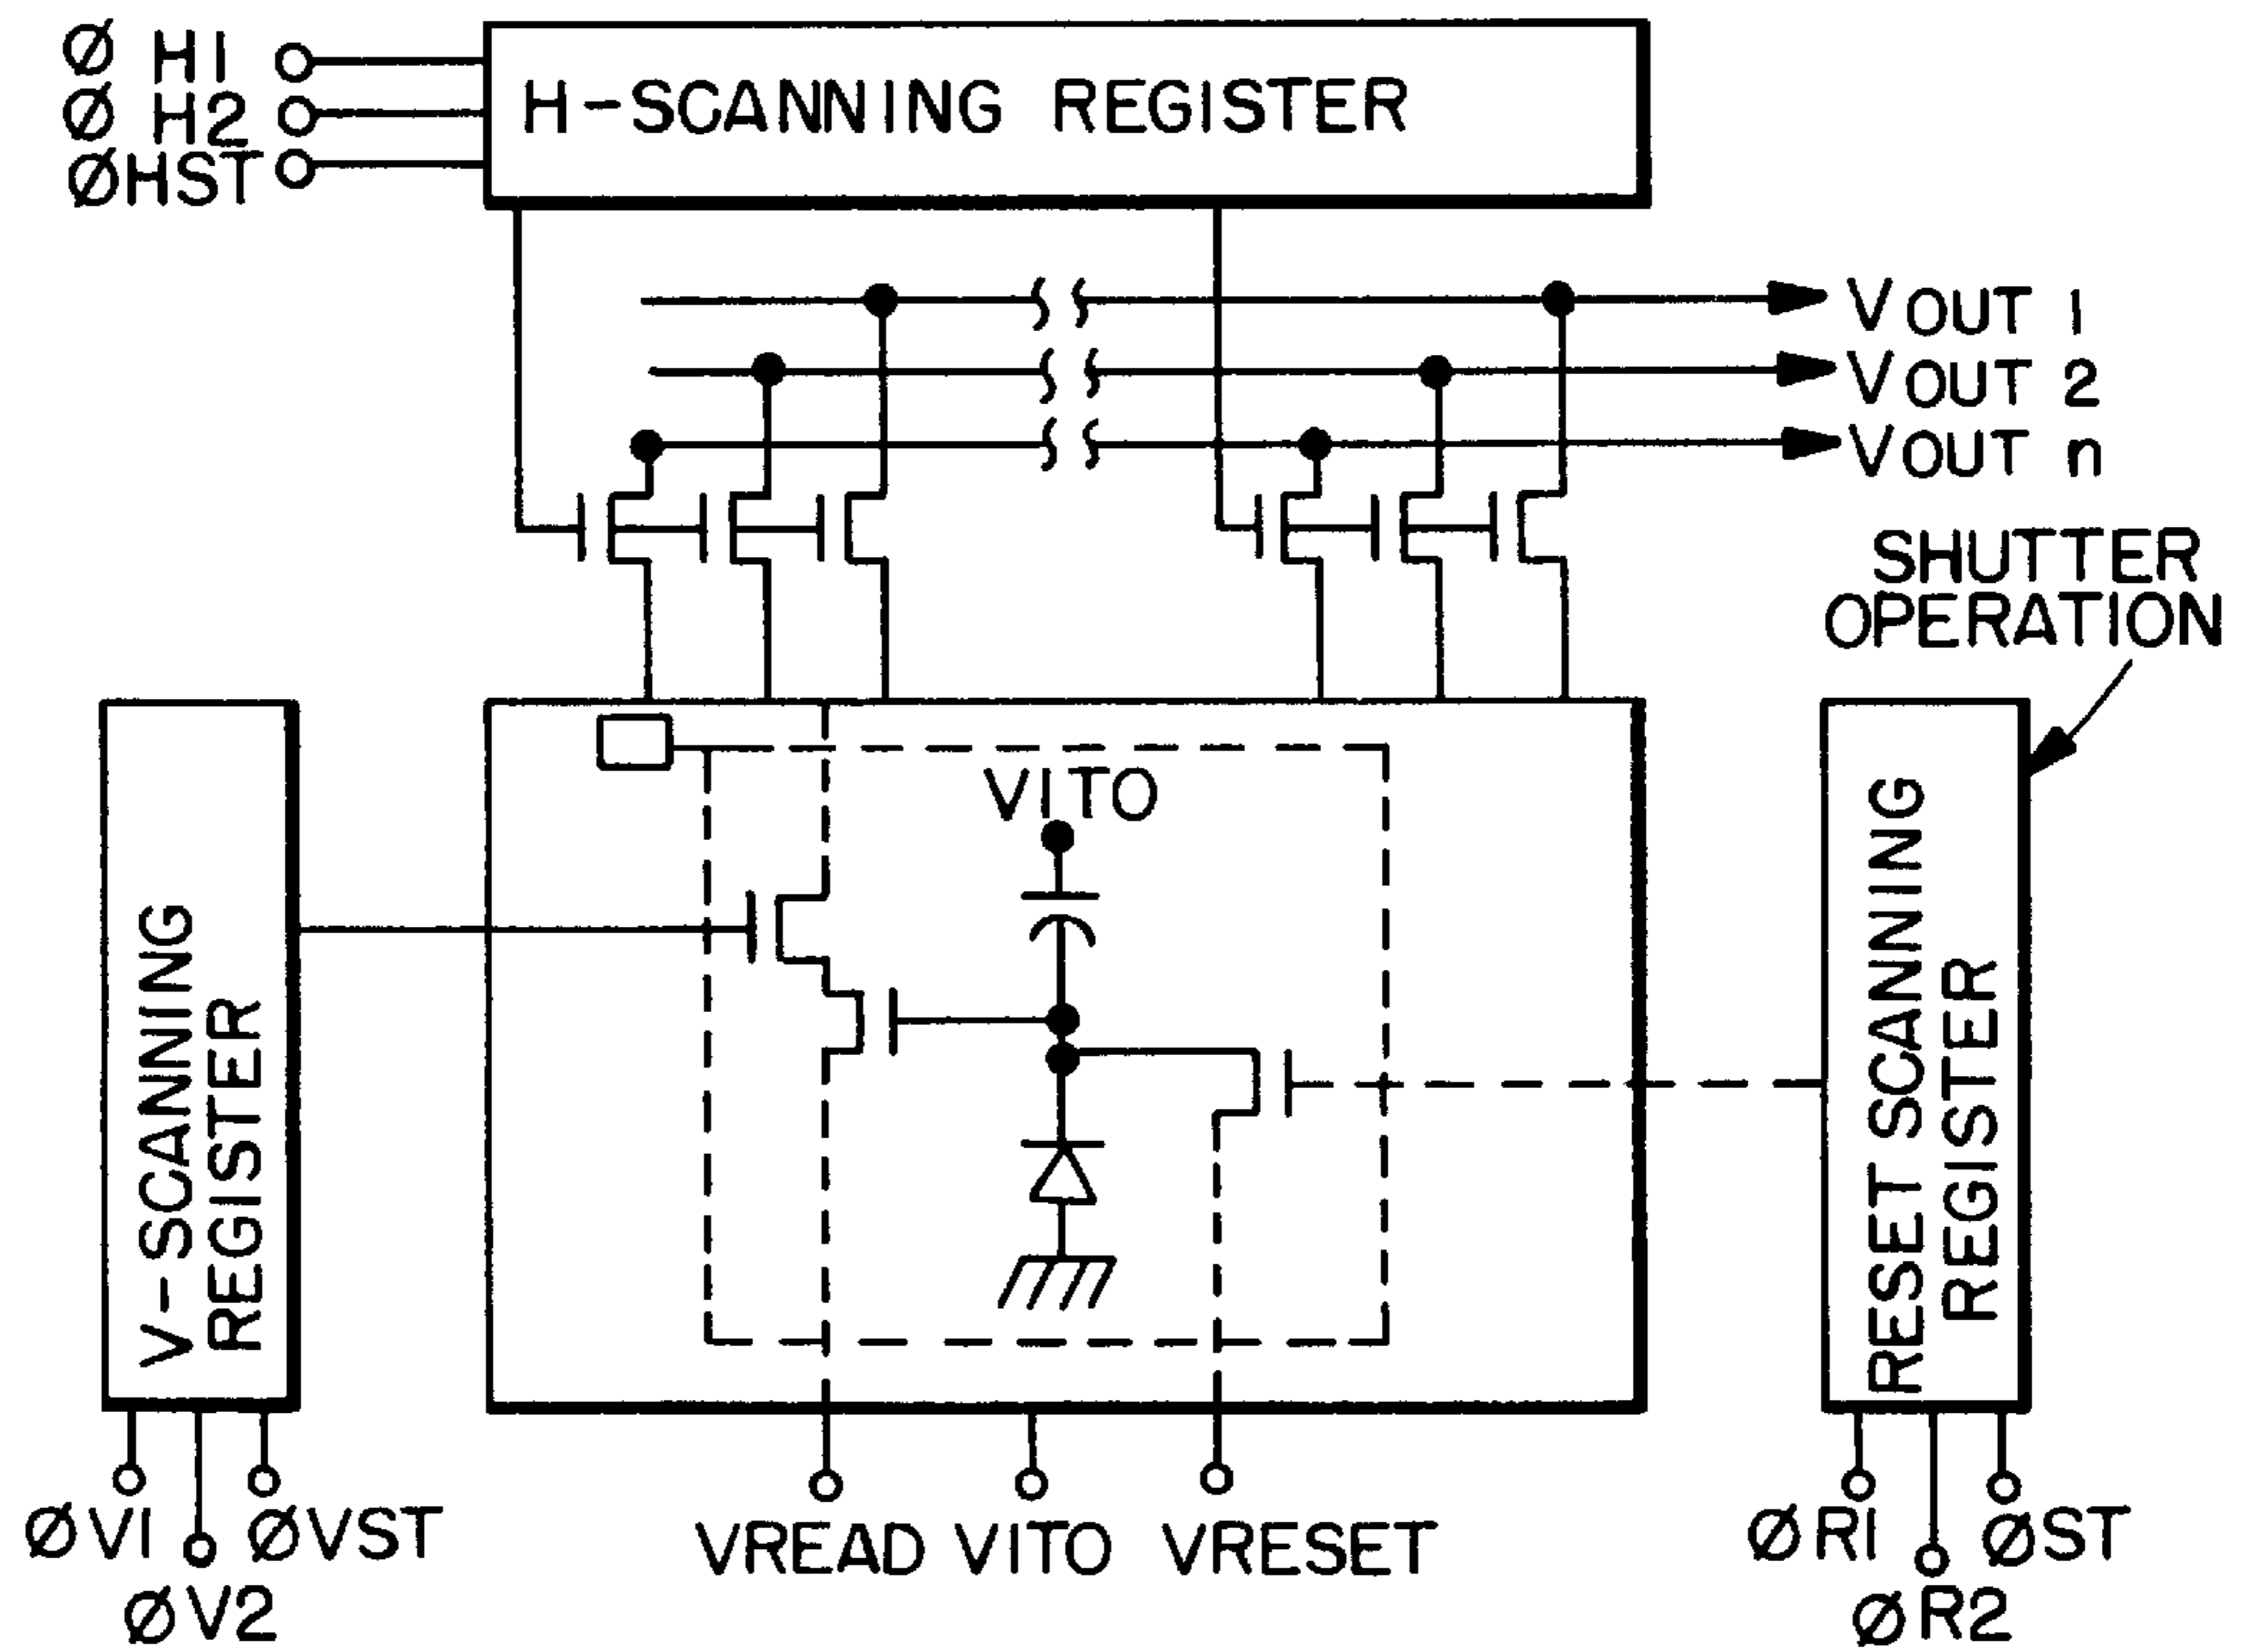 Ø H1
Ø H2
ØHST
H-SCANNING REGISTER
VOUT 1
VOUT 2
VOUT n
SHUTTER
OPERATION
VITO
V-SCANNING
REGISTER
RESET SCANNING
REGISTER
ØV1
ØV2
ØVST
VREAD VITO VRESET
ØR1
ØR2
ØST